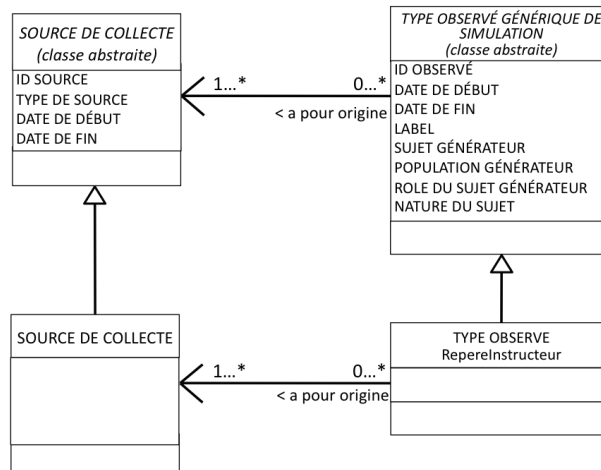 SOURCE DE COLLECTE
(classe abstraite)
ID SOURCE
TYPE DE SOURCE
DATE DE DÉBUT
DATE DE FIN
1...*
0...*
< a pour origine
TYPE OBSERVÉ GÉNÉRIQUE DE
SIMULATION
(classe abstraite)
ID OBSERVÉ
DATE DE DÉBUT
DATE DE FIN
LABEL
SUJET GÉNÉRATEUR
POPULATION GÉNÉRATEUR
ROLE DU SUJET GÉNÉRATEUR
NATURE DU SUJET
SOURCE DE COLLECTE
1...*
0...*
< a pour origine
TYPE OBSERVE
RepereInstructeur